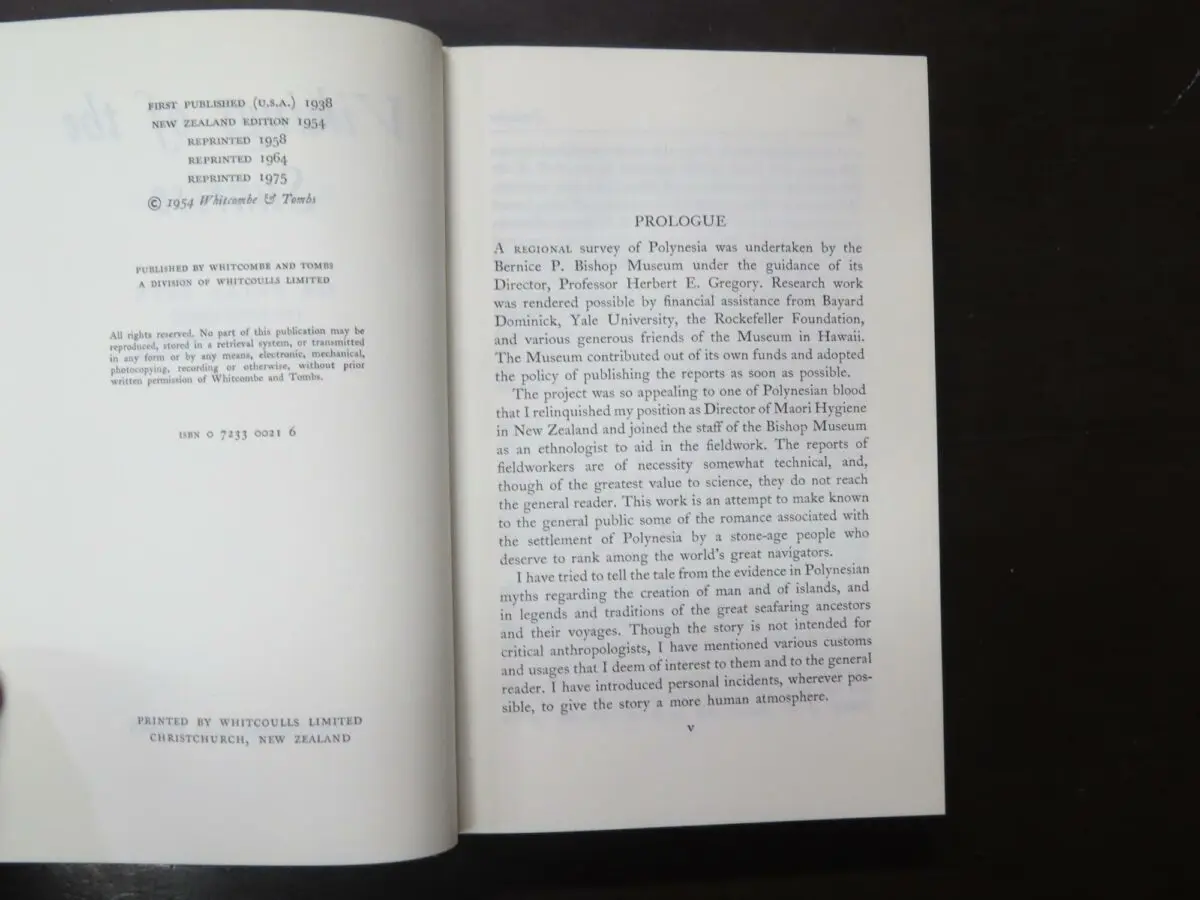 FIRST PUBLISHED (U.S.A.) 1938
NEW ZEALAND EDITION 1954
REPRINTED 1958
REPRINTED 1964
REPRINTED 1975
© 1954 Whitcombe & Tombs
PUBLISHED BY WHITCOMBE AND TOMBS
A DIVISION OF WHITCOULLS LIMITED
All rights reserved. No part of this publication may be
reproduced, stored in a retrieval system, or transmitted
in any form or by any means, electronic, mechanical,
photocopying, recording or otherwise, without prior
written permission of Whitcombe and Tombs.
ISBN 0 7233 0021 6
PRINTED BY WHITCOULLS LIMITED
CHRISTCHURCH, NEW ZEALAND
PROLOGUE
A REGIONAL survey of Polynesia was undertaken by the
Bernice P. Bishop Museum under the guidance of its
Director, Professor Herbert E. Gregory. Research work
was rendered possible by financial assistance from Bayard
Dominick, Yale University, the Rockefeller Foundation,
and various generous friends of the Museum in Hawaii.
The Museum contributed out of its own funds and adopted
the policy of publishing the reports as soon as possible.
The project was so appealing to one of Polynesian blood
that I relinquished my position as Director of Maori Hygiene
in New Zealand and joined the staff of the Bishop Museum
as an ethnologist to aid in the fieldwork. The reports of
fieldworkers are of necessity somewhat technical, and,
though of the greatest value to science, they do not reach
the general reader. This work is an attempt to make known
to the general public some of the romance associated with
the settlement of Polynesia by a stone-age people who
deserve to rank among the world's great navigators.
I have tried to tell the tale from the evidence in Polynesian
myths regarding the creation of man and of islands, and
in legends and traditions of the great seafaring ancestors
and their voyages. Though the story is not intended for
critical anthropologists, I have mentioned various customs
and usages that I deem of interest to them and to the general
reader. I have introduced personal incidents, wherever pos-
sible, to give the story a more human atmosphere.
v